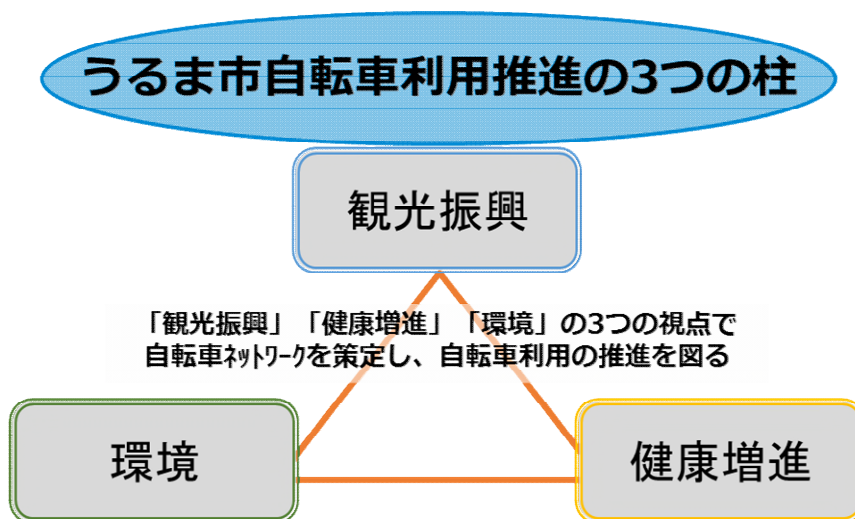 うるま市自転車利用推進の3つの柱
観光振興
「観光振興」「健康増進」「環境」の3つの視点で
自転車ﾈｯﾄﾜｰｸを策定し、自転車利用の推進を図る
環境
健康増進